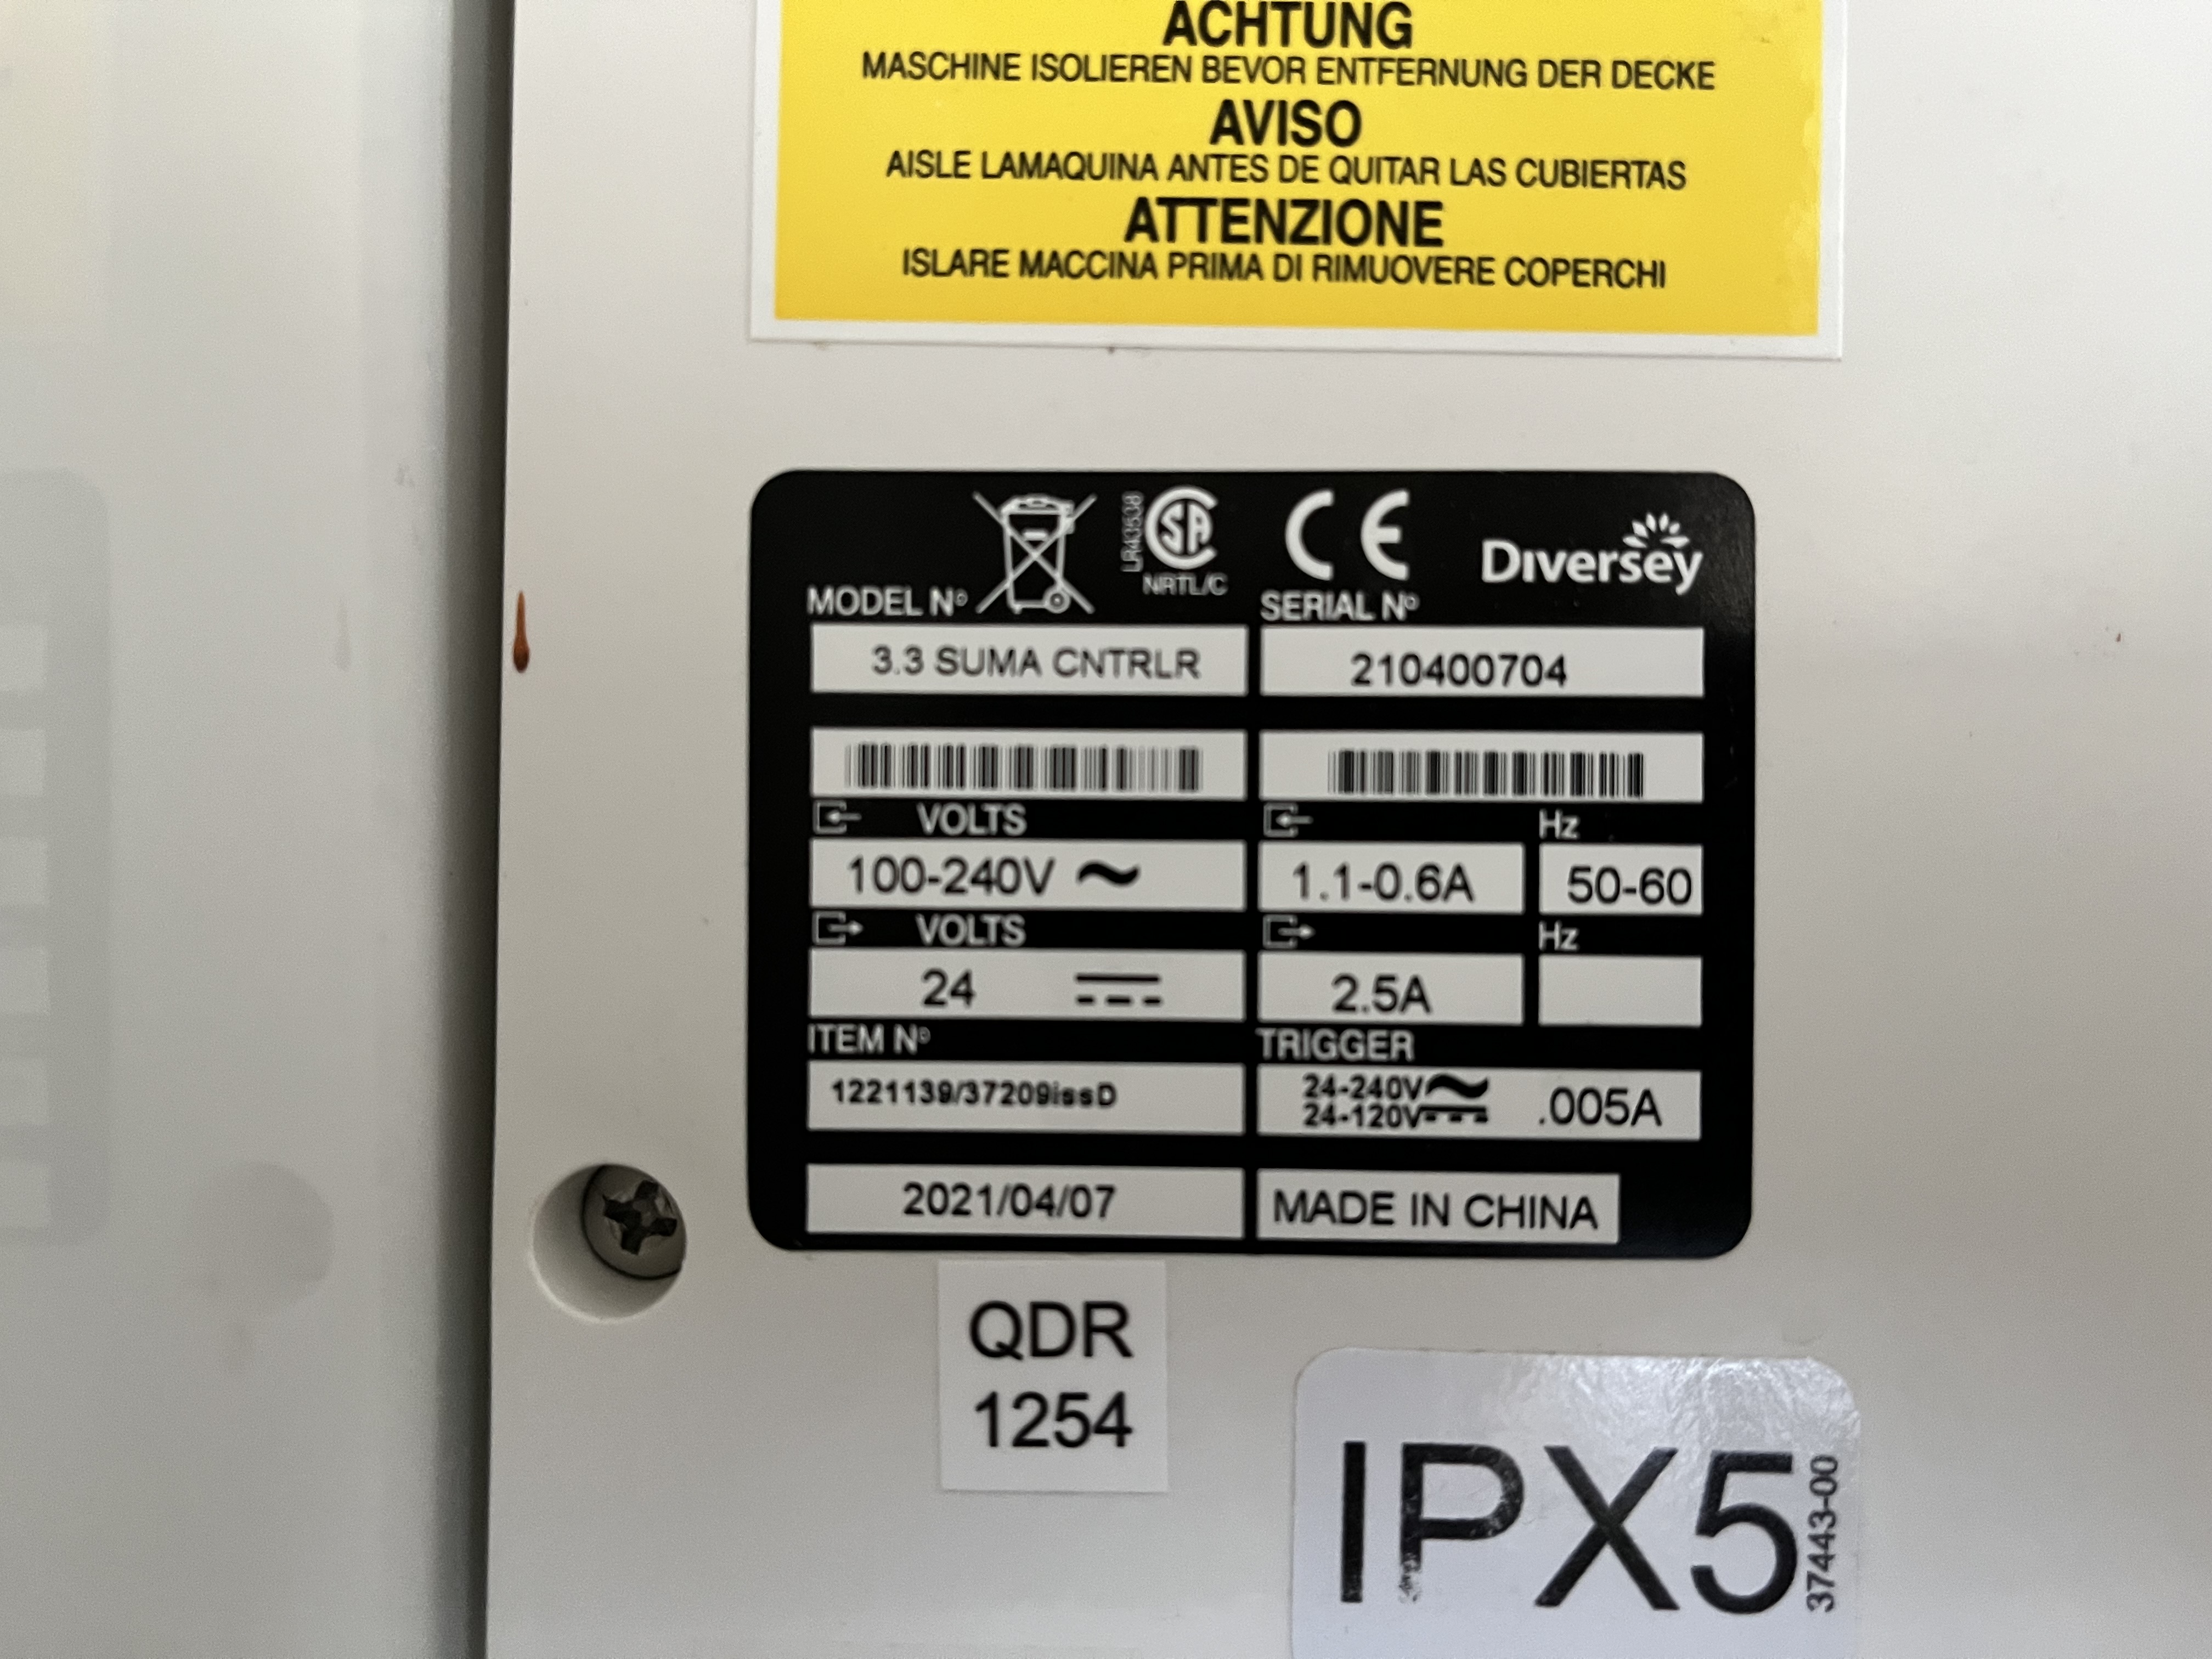 ACHTUNG
MASCHINE ISOLIEREN BEVOR ENTFERNUNG DER DECKE
AVISO
AISLE LAMAQUINA ANTES DE QUITAR LAS CUBIERTAS
ATTENZIONE
ISLARE MACCINA PRIMA DI RIMUOVERE COPERCHI
LR43538
NRTL/C
CE
Diversey
MODEL Nº
SERIAL Nº
3.3 SUMA CNTRLR
210400704
VOLTS
Hz
100-240V ~
1.1-0.6A
50-60
VOLTS
Hz
24
2.5A
ITEM Nº
TRIGGER
1221139/37209issD
24-240V
24-120V
.005A
2021/04/07
MADE IN CHINA
QDR
1254
IPX5
37443-00